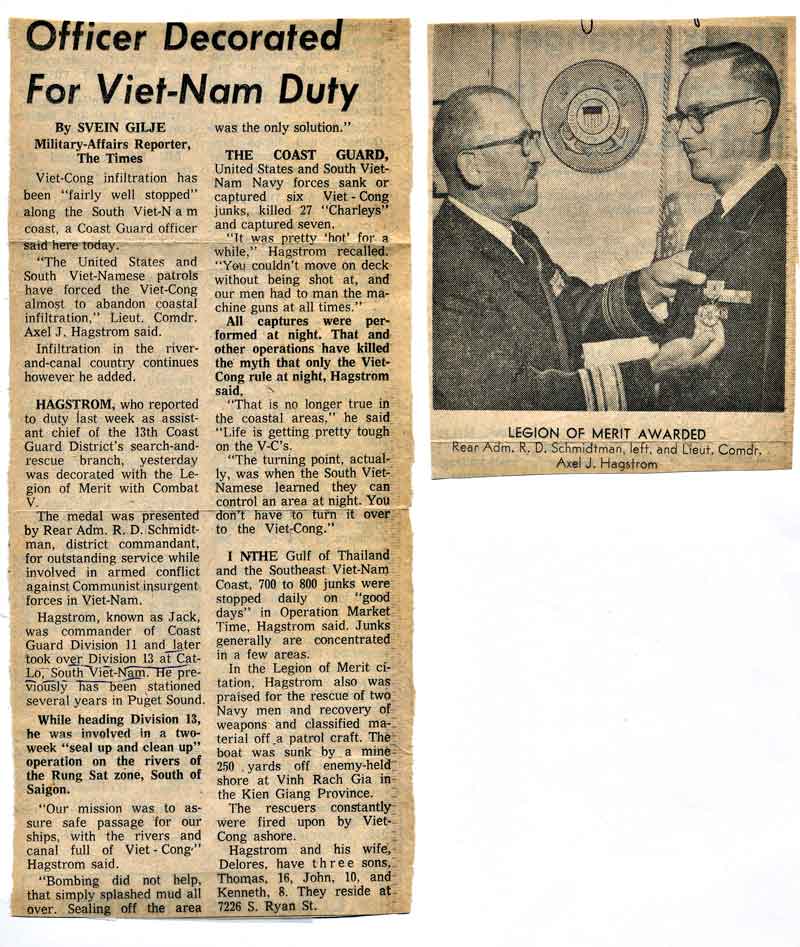 Officer Decorated
For Viet-Nam Duty
By SVEIN GILJE
Military-Affairs Reporter,
The Times
Viet-Cong infiltration has
been "fairly well stopped"
along the South Viet-N a m
coast, a Coast Guard officer
said here today.
"The United States and
South Viet-Namese patrols
have forced the Viet-Cong
almost to abandon coastal
infiltration," Lieut. Comdr.
Axel J. Hagstrom said.
Infiltration in the river-
and-canal country continues
however he added.
HAGSTROM, who reported
to duty last week as assist-
ant chief of the 13th Coast
Guard District's search-and-
rescue branch, yesterday
was decorated with the Le-
gion of Merit with Combat
V.
The medal was presented
by Rear Adm. R. D. Schmidt-
man, district commandant,
for outstanding service while
involved in armed conflict
against Communist insurgent
forces in Viet-Nam.
Hagstrom, known as Jack,
was commander of Coast
Guard Division 11 and later
took over Division 13 at Cat-
Lo, South Viet-Nam. He pre-
viously has been stationed
several years in Puget Sound.
While heading Division 13,
he was involved in a two-
week "seal up and clean up"
operation on the rivers of
the Rung Sat zone, South of
Saigon.
"Our mission was to as-
sure safe passage for our
ships, with the rivers and
canal full of Viet - Cong"
Hagstrom said.
"Bombing did not help,
that simply splashed mud all
over. Sealing off the area
was the only solution."
THE COAST GUARD,
United States and South Viet-
Nam Navy forces sank or
captured six Viet - Cong
junks, killed 27 "Charleys"
and captured seven.
"It was pretty 'hot' for a
while," Hagstrom recalled.
"You couldn't move on deck
without being shot at, and
our men had to man the ma-
chine guns at all times."
All captures were per-
formed at night. That and
other operations have killed
the myth that only the Viet-
Cong rule at night, Hagstrom
said,
"That is no longer true in
the coastal areas," he said
"Life is getting pretty tough
on the V-C's.
"The turning point, actual-
ly, was when the South Viet-
Namese learned they can
control an area at night. You
don't have to turn it over
to the Viet-Cong."
I NTHE Gulf of Thailand
and the Southeast Viet-Nam
Coast, 700 to 800 junks were
stopped daily on "good
days" in Operation Market
Time, Hagstrom said. Junks
generally are concentrated
in a few areas.
In the Legion of Merit ci-
tation, Hagstrom also was
praised for the rescue of two
Navy men and recovery of
weapons and classified ma-
terial off a patrol craft. The
boat was sunk by a mine
250 yards off enemy-held
shore at Vinh Rach Gia in
the Kien Giang Province.
The rescuers constantly
were fired upon by Viet-
Cong ashore.
Hagstrom and his wife,
Delores, have t h r e e sons,
Thomas, 16, John, 10, and
Kenneth, 8. They reside at
7226 S. Ryan St.
LEGION OF MERIT AWARDED
Rear Adm. R. D. Schmidtman, left, and Lieut. Comdr.
Axel J. Hagstrom